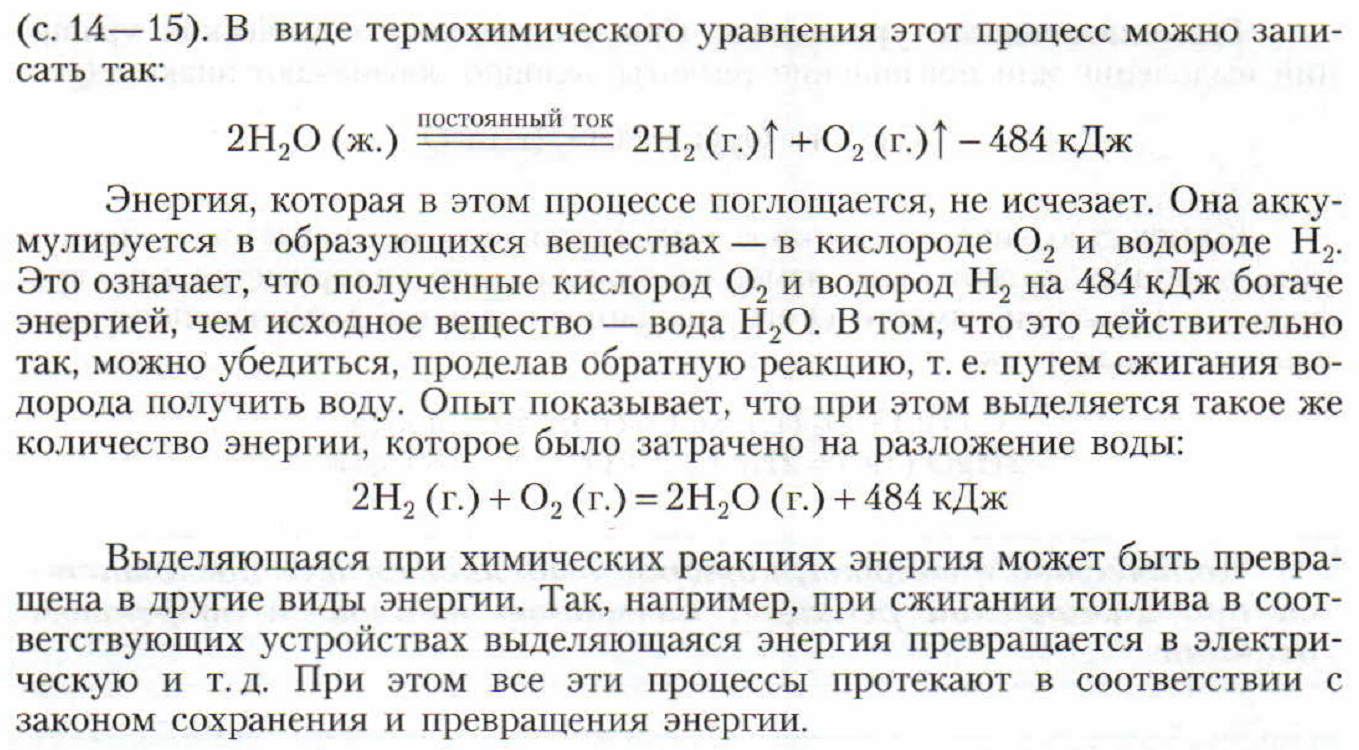 (с. 14— 15). В виде термохимического уравнения этот процесс можно запи-
сать так:
постоянный ток
2H₂O (ж.) ═══ 2H₂ (г.)↑ + O₂ (г.)↑ – 484 кДж
Энергия, которая в этом процессе поглощается, не исчезает. Она акку-
мулируется в образующихся веществах — в кислороде O₂ и водороде H₂.
Это означает, что полученные кислород O₂ и водород H₂ на 484 кДж богаче
энергией, чем исходное вещество — вода H₂O. В том, что это действительно
так, можно убедиться, проделав обратную реакцию, т. е. путем сжигания во-
дорода получить воду. Опыт показывает, что при этом выделяется такое же
количество энергии, которое было затрачено на разложение воды:
2H₂ (г.) + O₂ (г.) = 2H₂O (г.) + 484 кДж
Выделяющаяся при химических реакциях энергия может быть превра-
щена в другие виды энергии. Так, например, при сжигании топлива в соот-
ветствующих устройствах выделяющаяся энергия превращается в электри-
ческую и т. д. При этом все эти процессы протекают в соответствии с
законом сохранения и превращения энергии.